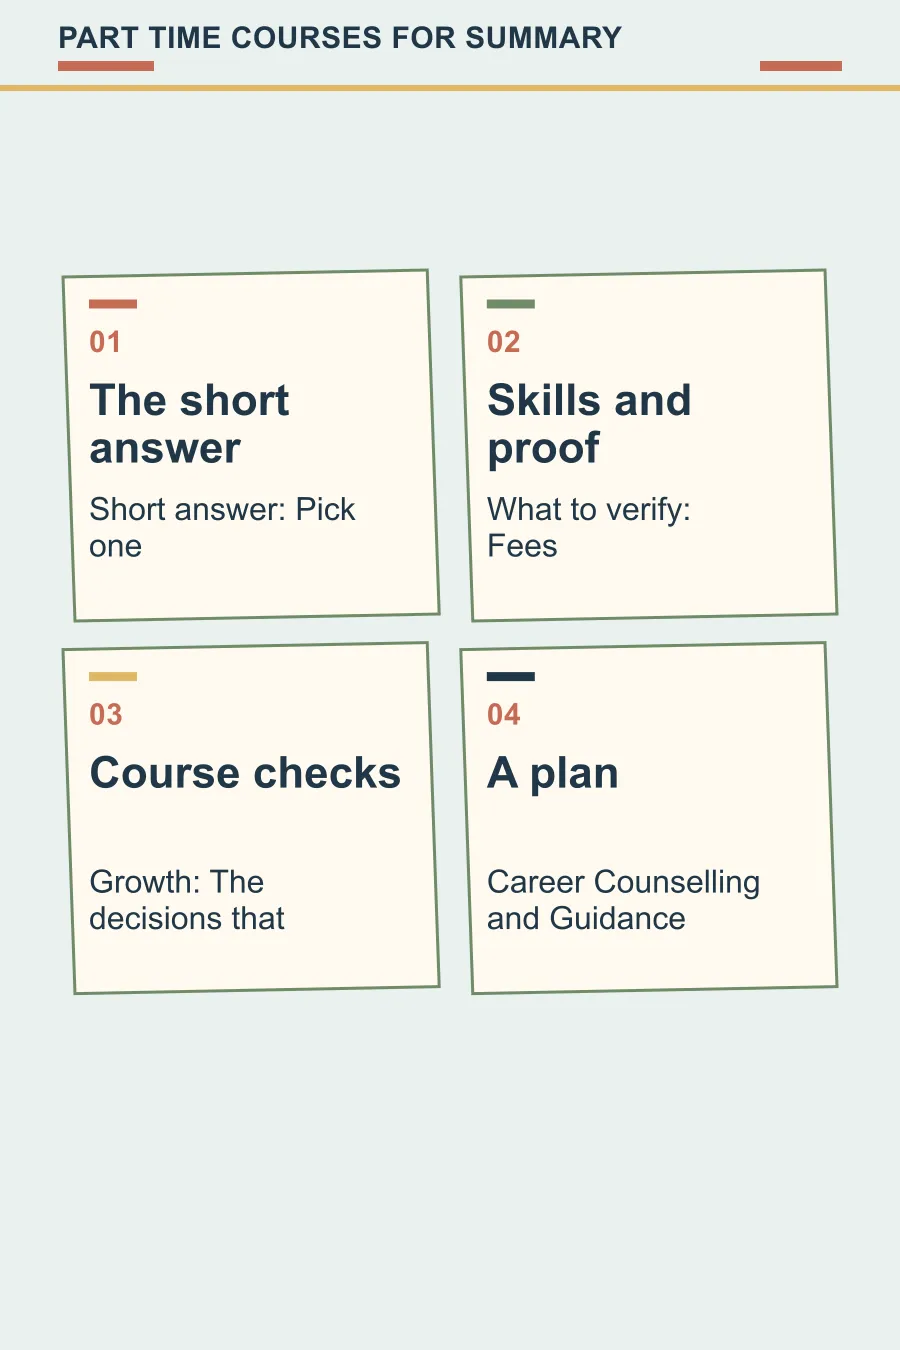 PART TIME COURSES FOR SUMMARY
01
The short
answer
Short answer: Pick
one
02
Skills and
proof
What to verify:
Fees
03
Course checks
Growth: The
decisions that
04
A plan
Career Counselling
and Guidance